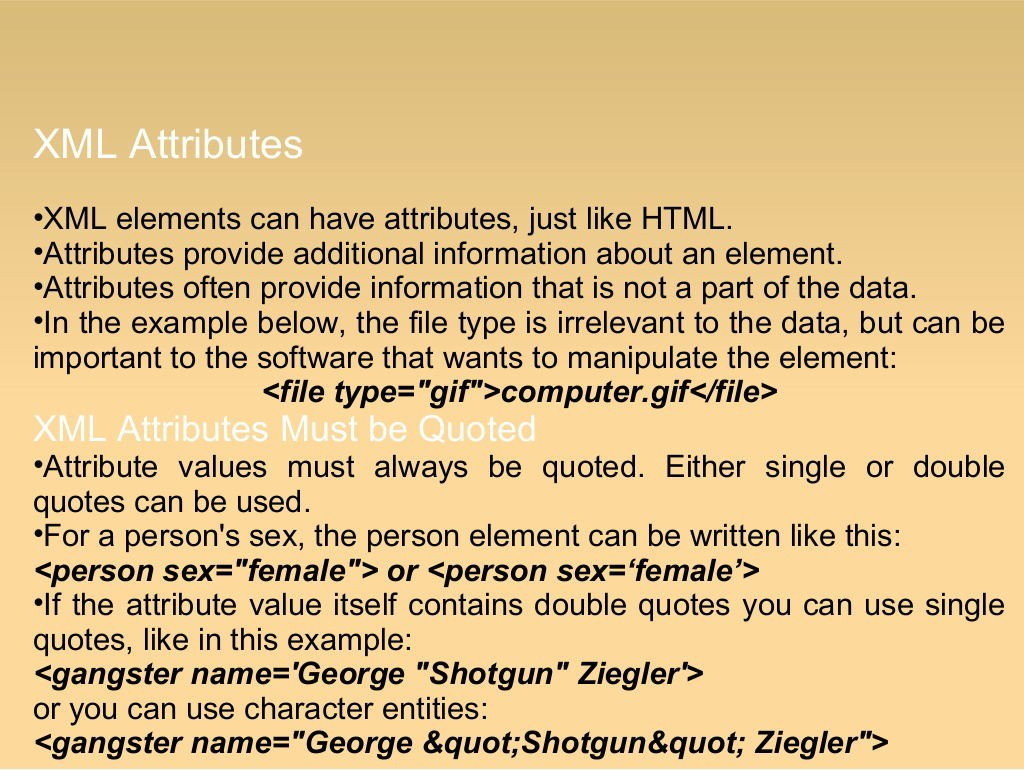 XML Attributes
•XML elements can have attributes, just like HTML.
•Attributes provide additional information about an element.
•Attributes often provide information that is not a part of the data.
•In the example below, the file type is irrelevant to the data, but can be
important to the software that wants to manipulate the element:
<file type="gif">computer.gif</file>
XML Attributes Must be Quoted
•Attribute values must always be quoted. Either single or double
quotes can be used.
•For a person's sex, the person element can be written like this:
<person sex="female"> or <person sex=‘female’>
•If the attribute value itself contains double quotes you can use single
quotes, like in this example:
<gangster name='George "Shotgun" Ziegler'>
or you can use character entities:
<gangster name="George &quot;Shotgun&quot; Ziegler">